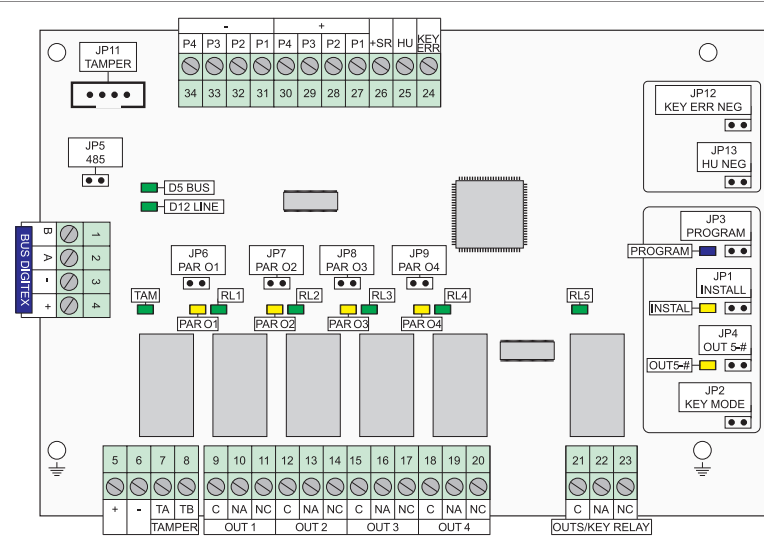 - +
P4 P3 P2 P1 P4 P3 P2 P1 +SR HU KEY ERR
34 33 32 31 30 29 28 27 26 25 24
JP11
TAMPER
JP12
KEY ERR NEG
JP13
HU NEG
JP5
485
D5 BUS
D12 LINE
BUS DIGITEX
B 1
A 2
- 3
+ 4
JP6
PAR O1
JP7
PAR O2
JP8
PAR O3
JP9
PAR O4
JP3
PROGRAM
PROGRAM
JP1
INSTALL
INSTAL
JP4
OUT 5-#
OUT5-#
JP2
KEY MODE
TAM RL1 RL2 RL3 RL4 RL5
PAR O1 PAR O2 PAR O3 PAR O4
5 6 7 8 9 10 11 12 13 14 15 16 17 18 19 20 21 22 23
+ - TA TB C NA NC C NA NC C NA NC C NA NC C NA NC
TAMPER OUT 1 OUT 2 OUT 3 OUT 4 OUTS/KEY RELAY